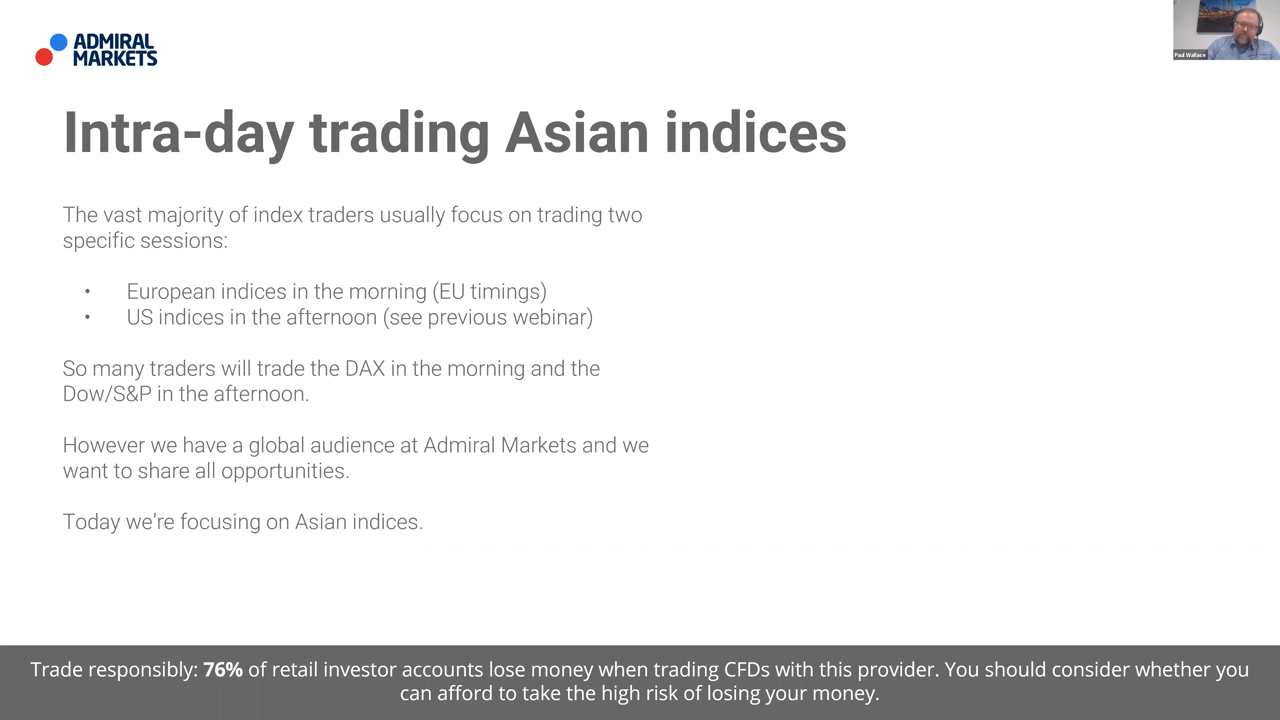 ADMIRAL
MARKETS
Paul Wallace
Intra-day trading Asian indices
The vast majority of index traders usually focus on trading two
specific sessions:
• European indices in the morning (EU timings)
• US indices in the afternoon (see previous webinar)
So many traders will trade the DAX in the morning and the
Dow/S&P in the afternoon.
However we have a global audience at Admiral Markets and we
want to share all opportunities.
Today we’re focusing on Asian indices.
Trade responsibly: 76% of retail investor accounts lose money when trading CFDs with this provider. You should consider whether you
can afford to take the high risk of losing your money.